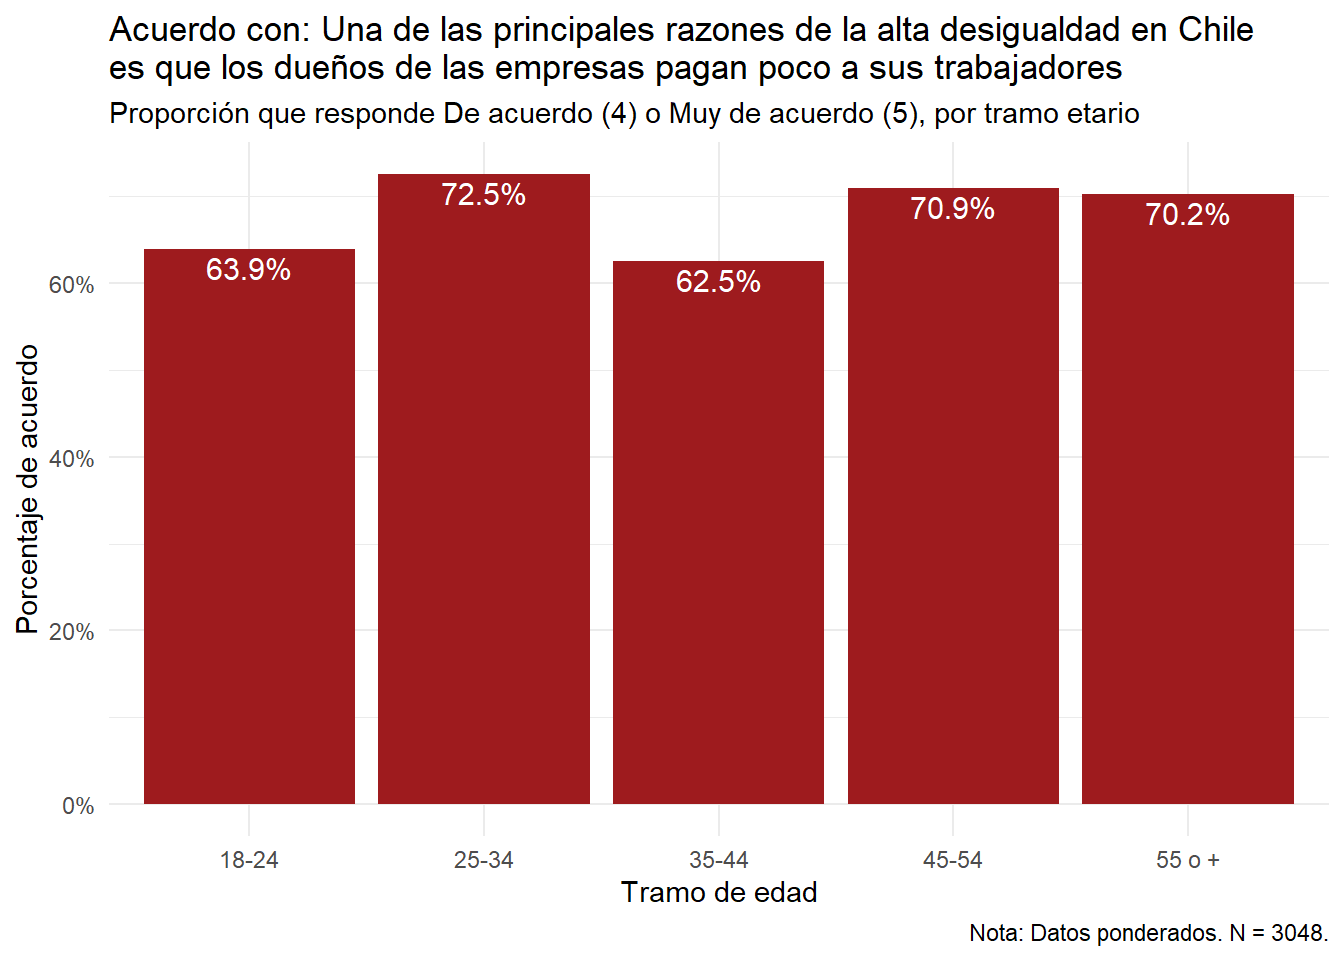 Acuerdo con: Una de las principales razones de la alta desigualdad en Chile
es que los dueños de las empresas pagan poco a sus trabajadores
Proporción que responde De acuerdo (4) o Muy de acuerdo (5), por tramo etario
Porcentaje de acuerdo
60%
40%
20%
0%
63.9%
72.5%
62.5%
70.9%
70.2%
18-24
25-34
35-44
45-54
55 o +
Tramo de edad
Nota: Datos ponderados. N = 3048.